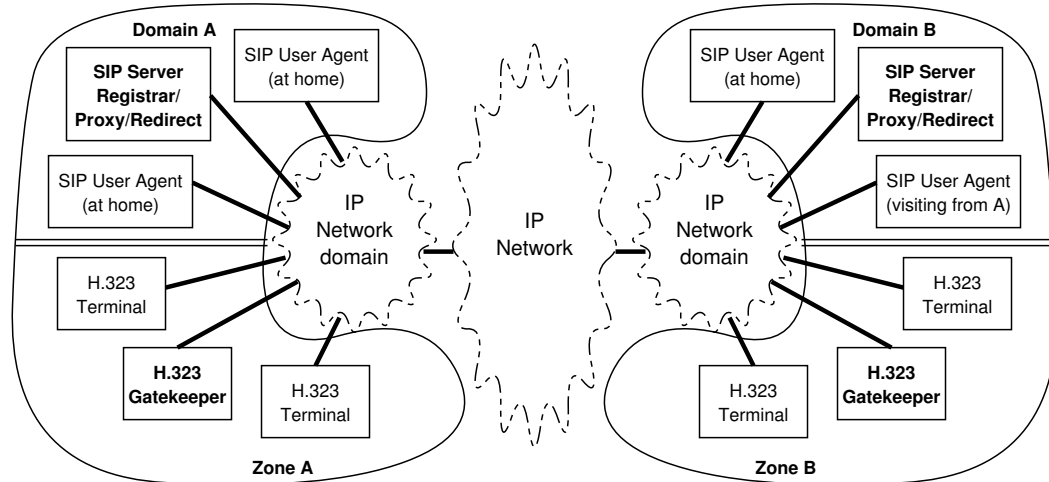 Domain A
SIP Server
Registrar/
Proxy/Redirect
SIP User Agent
(at home)
SIP User Agent
(at home)
IP
Network
domain
H.323
Terminal
H.323
Gatekeeper
H.323
Terminal
Zone A
IP
Network
Domain B
SIP User Agent
(at home)
SIP Server
Registrar/
Proxy/Redirect
SIP User Agent
(visiting from A)
IP
Network
domain
H.323
Terminal
H.323
Gatekeeper
H.323
Terminal
Zone B